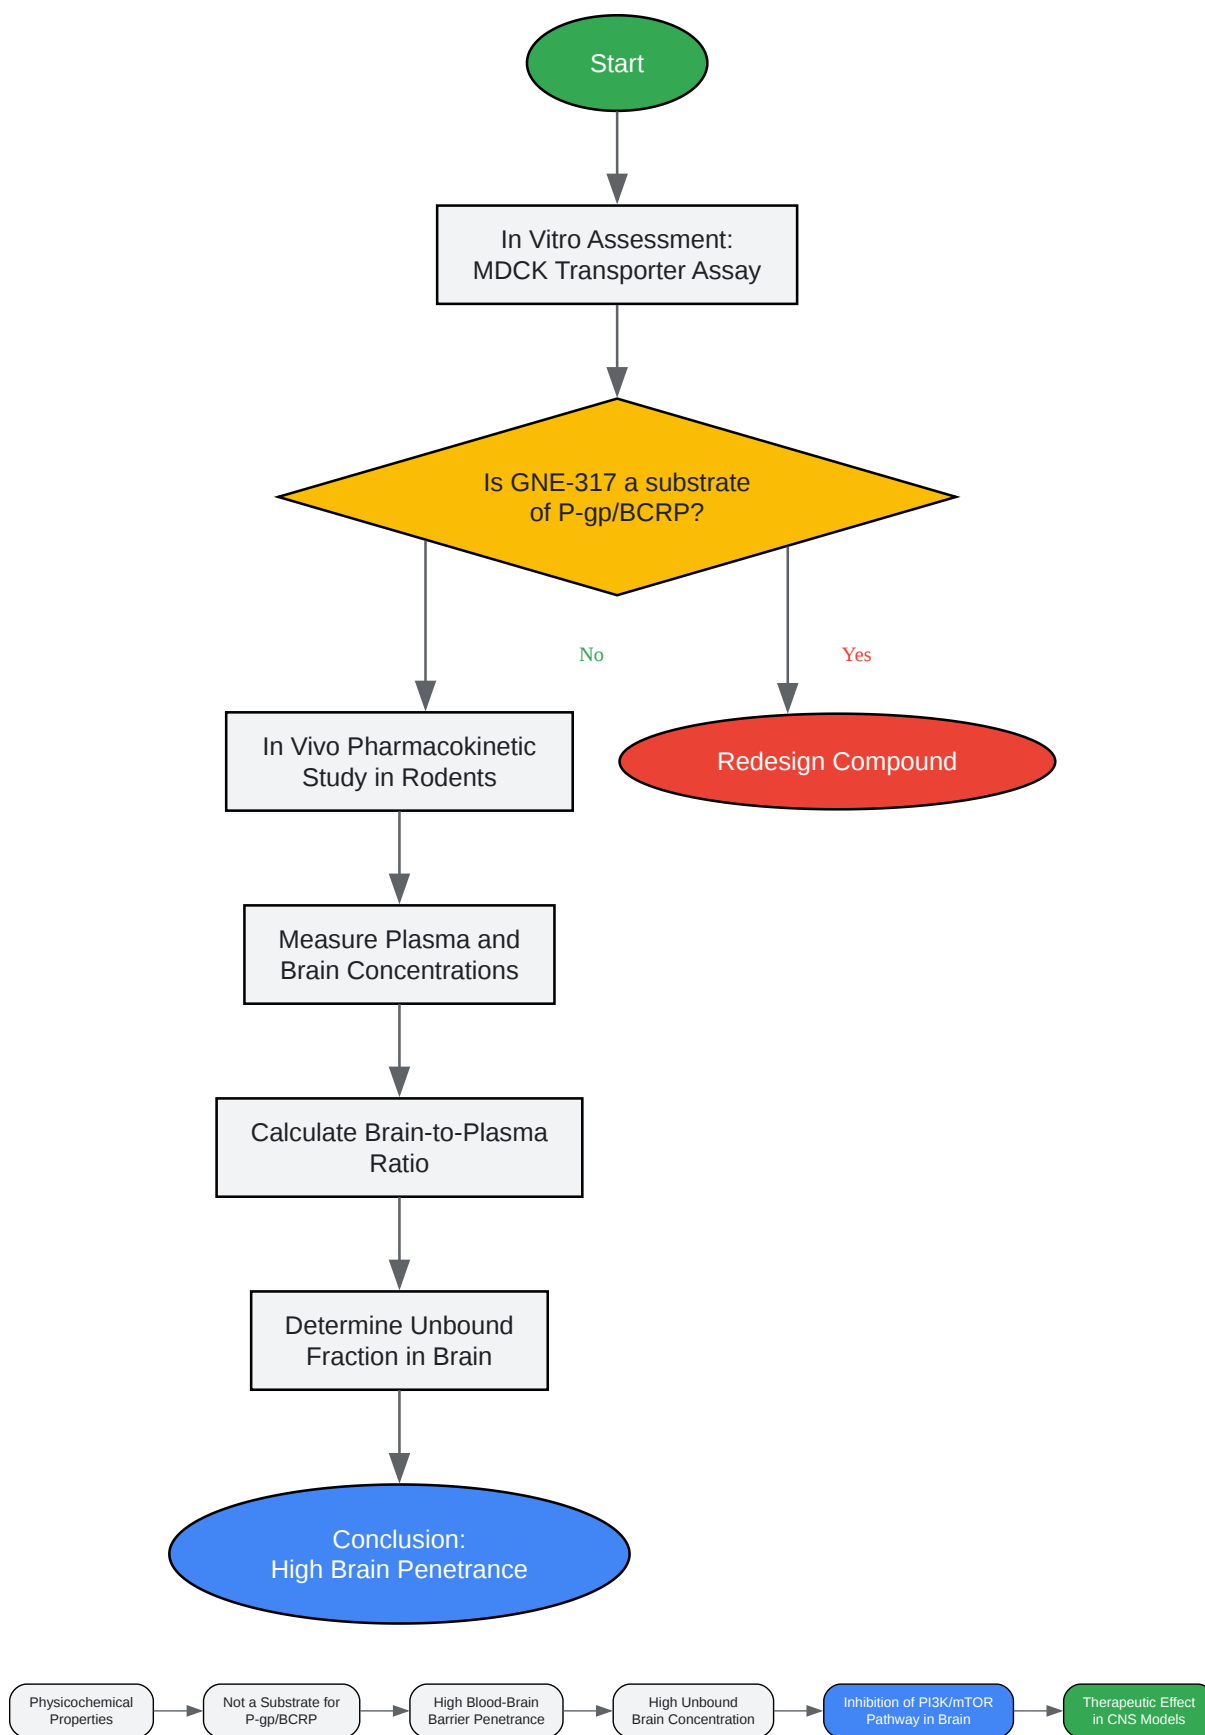 Start
In Vitro Assessment:
MDCK Transporter Assay
Is GNE-317 a substrate
of P-gp/BCRP?
No
Yes
In Vivo Pharmacokinetic
Study in Rodents
Redesign Compound
Measure Plasma and
Brain Concentrations
Calculate Brain-to-Plasma
Ratio
Determine Unbound
Fraction in Brain
Conclusion:
High Brain Penetrance
Physicochemical
Properties
Not a Substrate for
P-gp/BCRP
High Blood-Brain
Barrier Penetrance
High Unbound
Brain Concentration
Inhibition of PI3K/mTOR
Pathway in Brain
Therapeutic Effect
in CNS Models